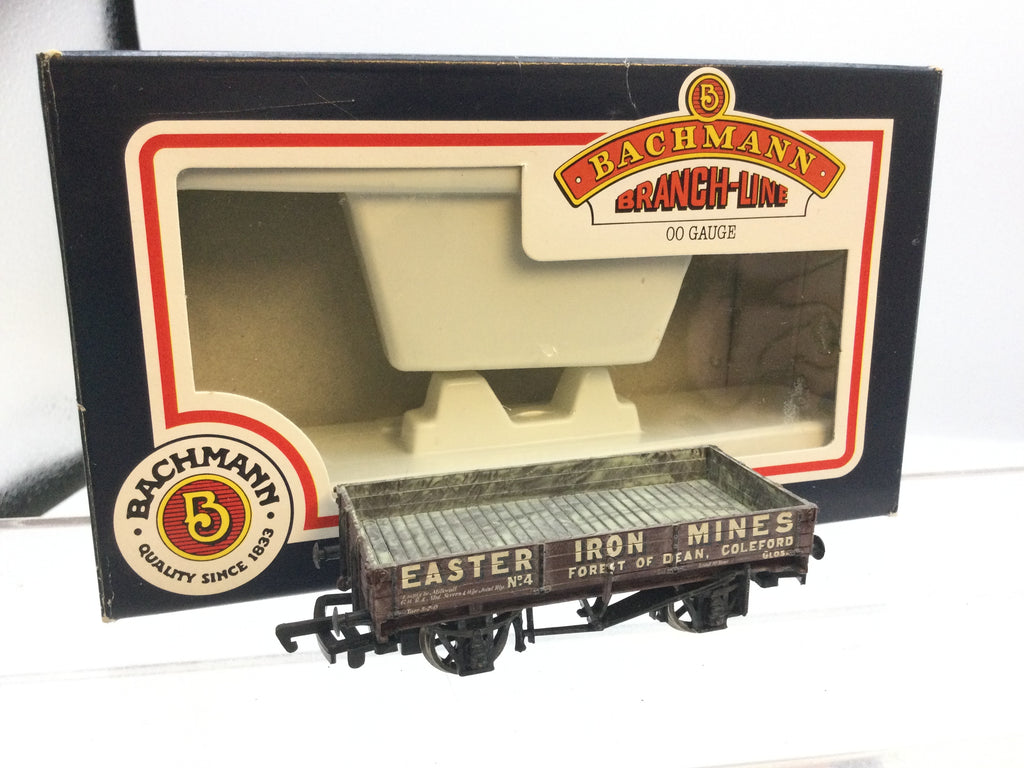 B
BACHMANN
BRANCH-LINE
OO GAUGE
BACHMANN
B
QUALITY SINCE 1833
EASTER IRON MINES
Nº4 FOREST OF DEAN, COLEFORD
GLOS.